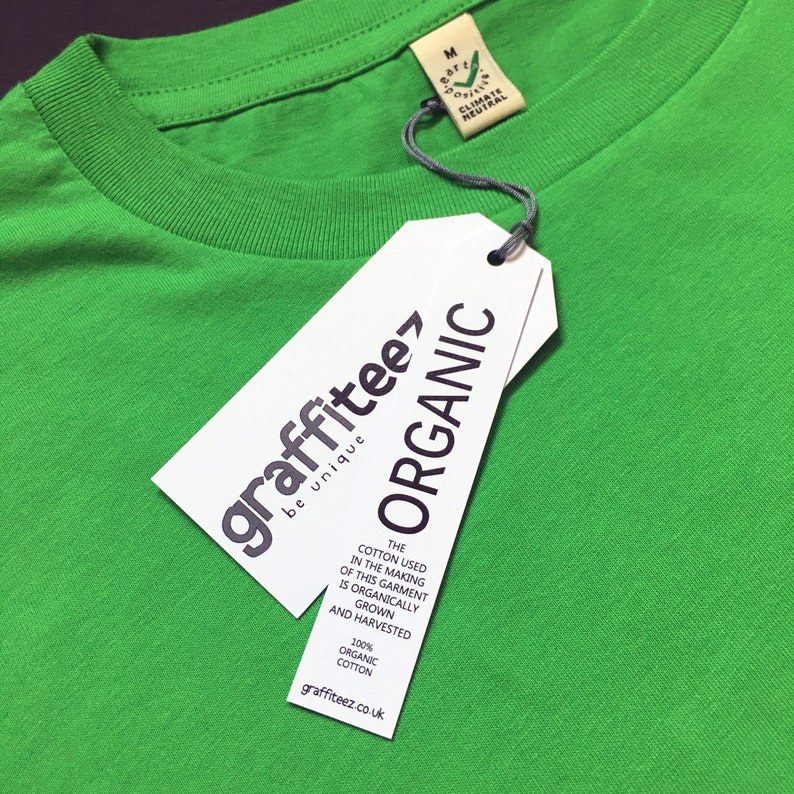 M
earth
positive
CLIMATE
NEUTRAL
graffiteez
be unique
ORGANIC
THE
COTTON USED
IN THE MAKING
OF THIS GARMENT
IS ORGANICALLY
GROWN
AND HARVESTED
100%
ORGANIC
COTTON
graffiteez.co.uk